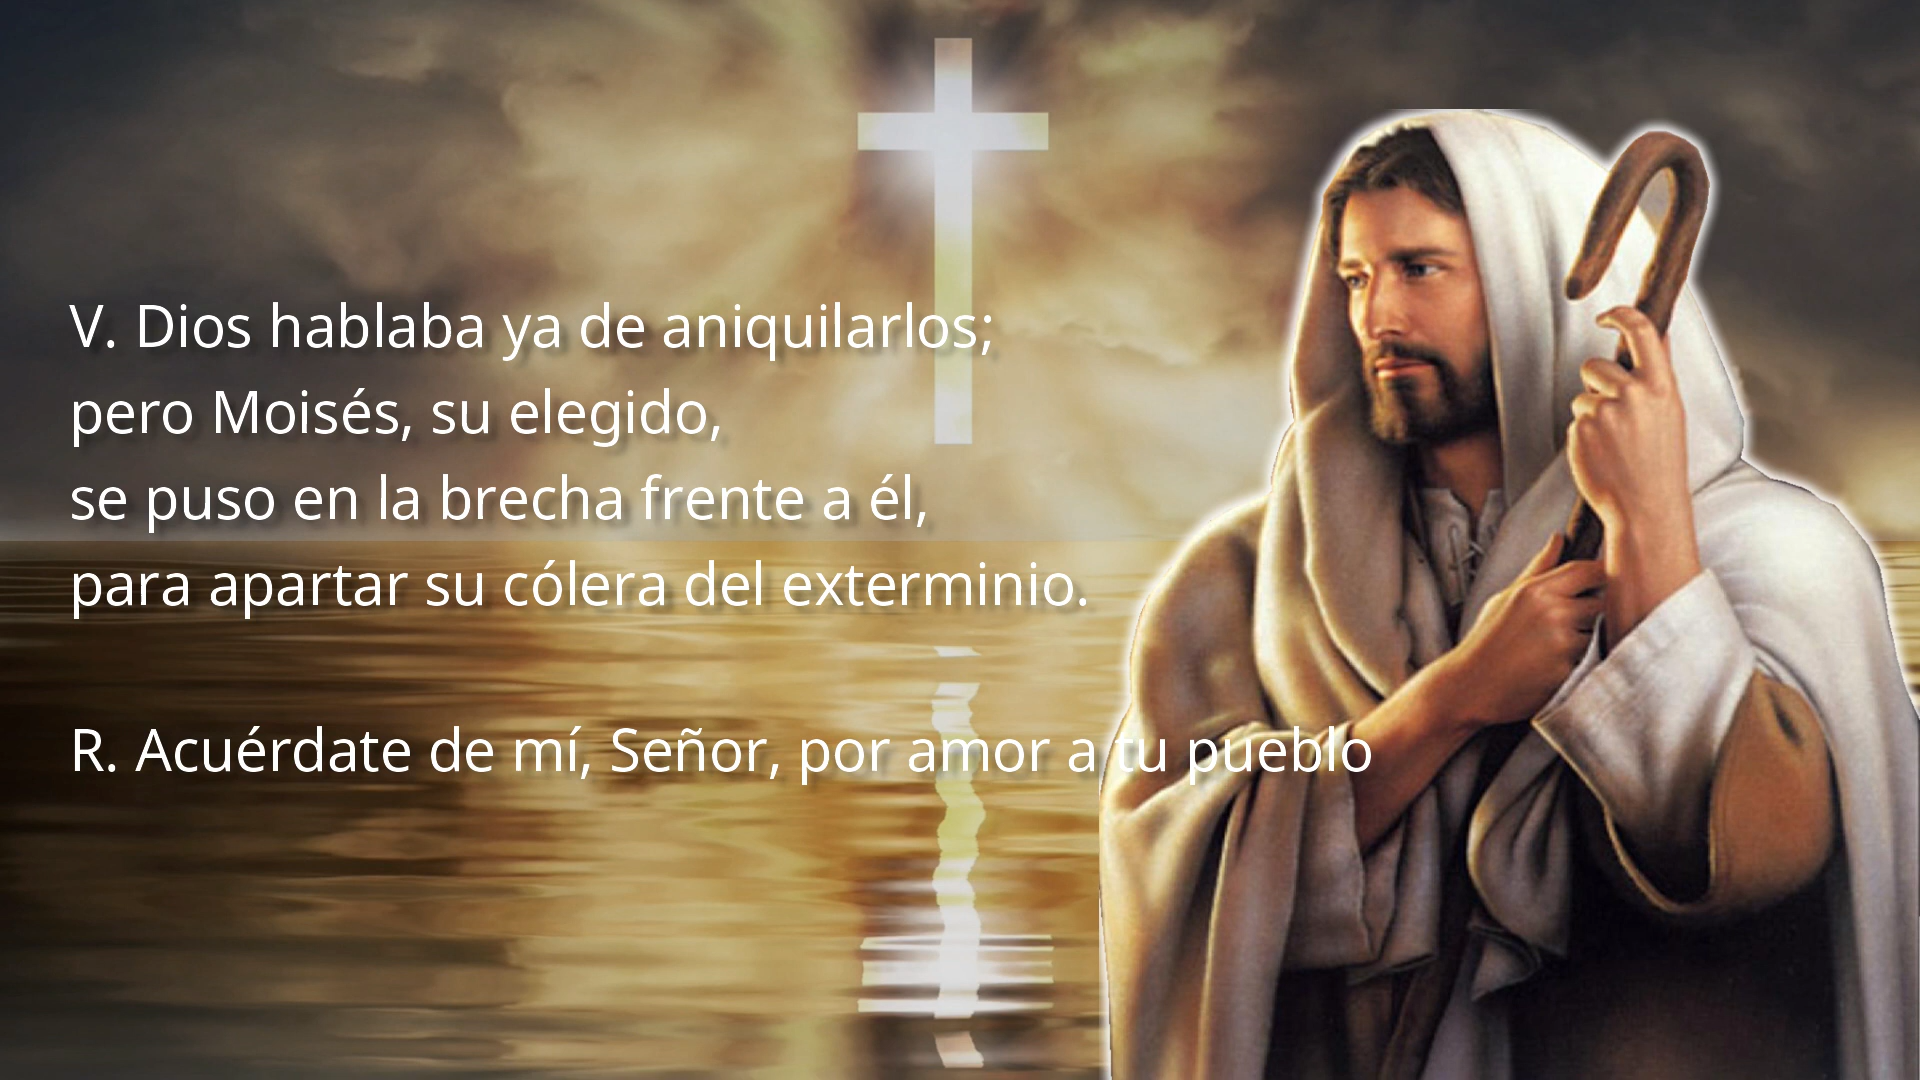 V. Dios hablaba ya de aniquilarlos;
pero Moisés, su elegido,
se puso en la brecha frente a él,
para apartar su cólera del exterminio.
R. Acuérdate de mí, Señor, por amor a tu pueblo